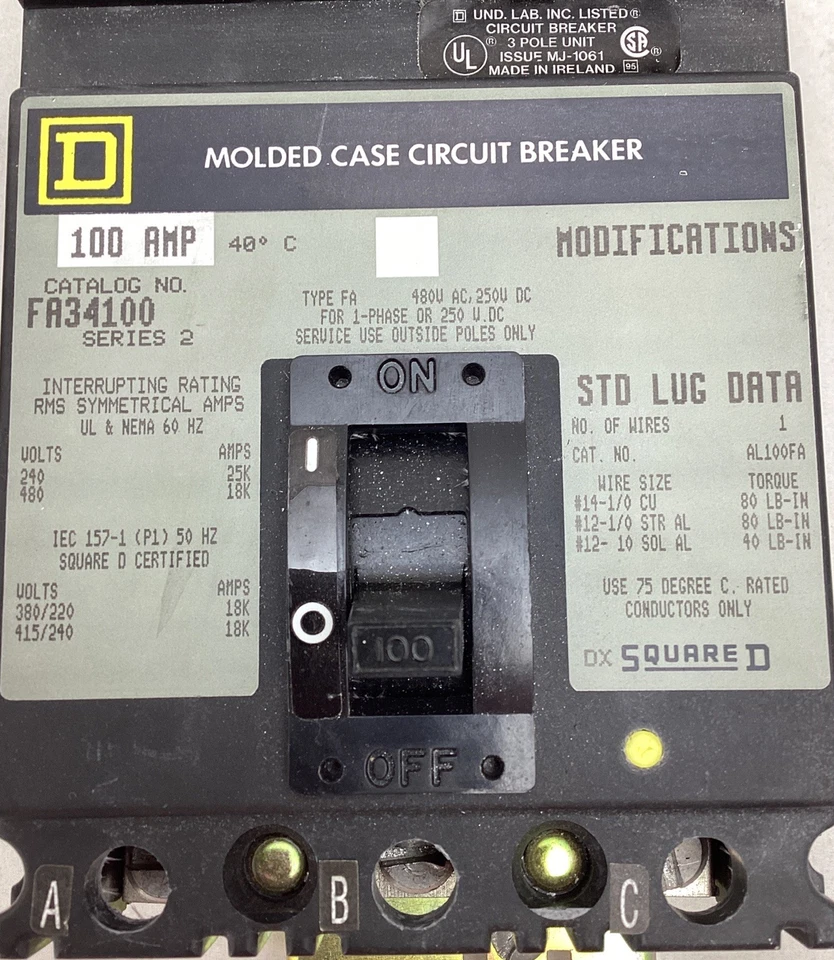 D UND. LAB. INC. LISTED®
CIRCUIT BREAKER
UL ® 3 POLE UNIT SA ®
ISSUE MJ-1061
MADE IN IRELAND 95
D MOLDED CASE CIRCUIT BREAKER
100 AMP 40° C
MODIFICATIONS
CATALOG NO.
FA34100
SERIES 2
TYPE FA 480V AC,250V DC
FOR 1-PHASE OR 250 V.DC
SERVICE USE OUTSIDE POLES ONLY
INTERRUPTING RATING
RMS SYMMETRICAL AMPS
UL & NEMA 60 HZ
VOLTS AMPS
240 25K
480 18K
IEC 157-1 (P1) 50 HZ
SQUARE D CERTIFIED
VOLTS AMPS
380/220 18K
415/240 18K
ON
I
O
100
OFF
STD LUG DATA
NO. OF WIRES 1
CAT. NO. AL100FA
WIRE SIZE TORQUE
#14-1/0 CU 80 LB-IN
#12-1/0 STR AL 80 LB-IN
#12- 10 SOL AL 40 LB-IN
USE 75 DEGREE C. RATED
CONDUCTORS ONLY
DX SQUARE D
A B C